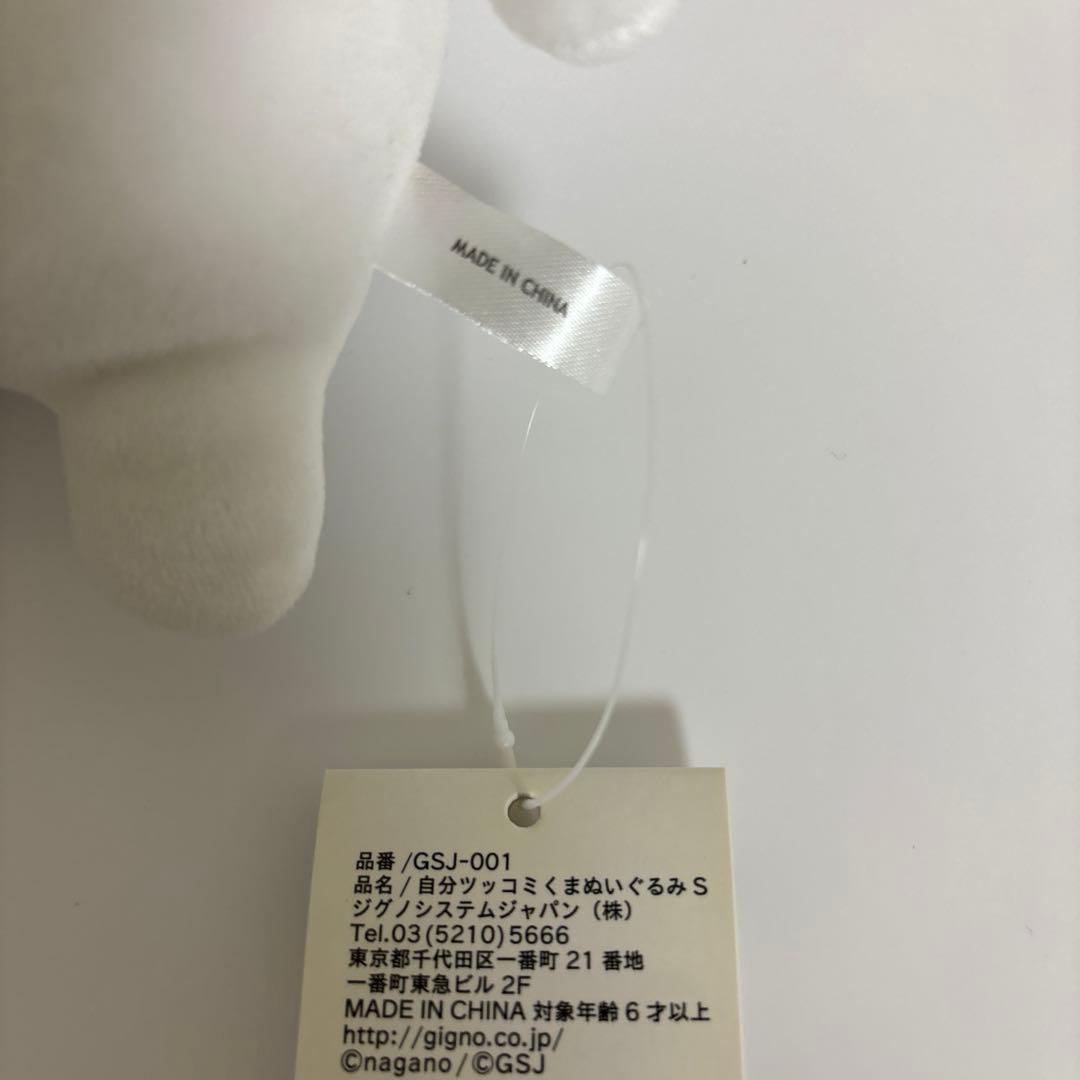 MADE IN CHINA
品番 /GSJ-001
品名 / 自分ツッコミくまぬいぐるみ S
ジグノシステムジャパン（株）
Tel.03(5210)5666
東京都千代田区一番町 21 番地
一番町東急ビル 2F
MADE IN CHINA 対象年齢 6 才以上
http://gigno.co.jp/
©nagano/©GSJ